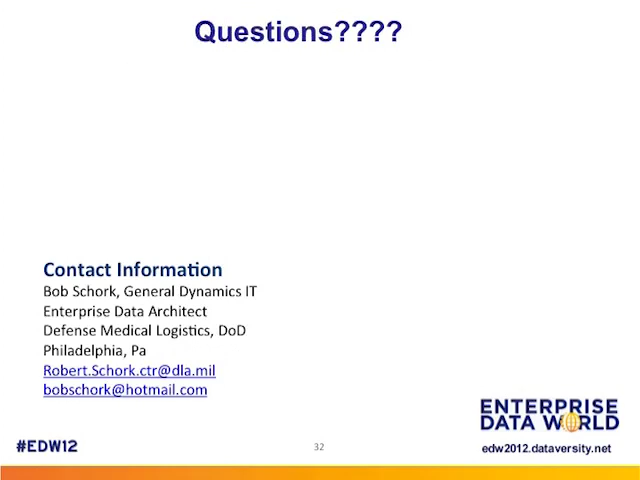 Questions????
Contact Information
Bob Schork, General Dynamics IT
Enterprise Data Architect
Defense Medical Logistics, DoD
Philadelphia, Pa
Robert.Schork.ctr@dla.mil
bobschork@hotmail.com
ENTERPRISE
DATA WORLD
#EDW12
32
edw2012.dataversity.net